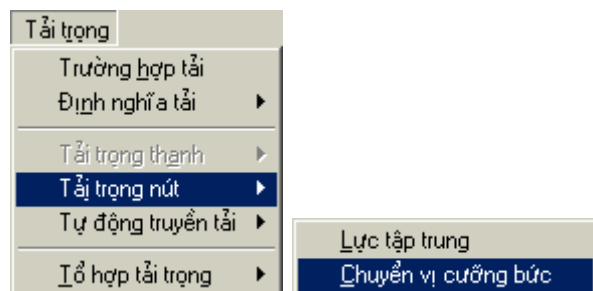 Tải trọng
Trường hợp tải
Định nghĩa tải
Tải trọng thanh
Tải trọng nút
Tự động truyền tải
Tổ hợp tải trọng
Lực tập trung
Chuyển vị cưỡng bức